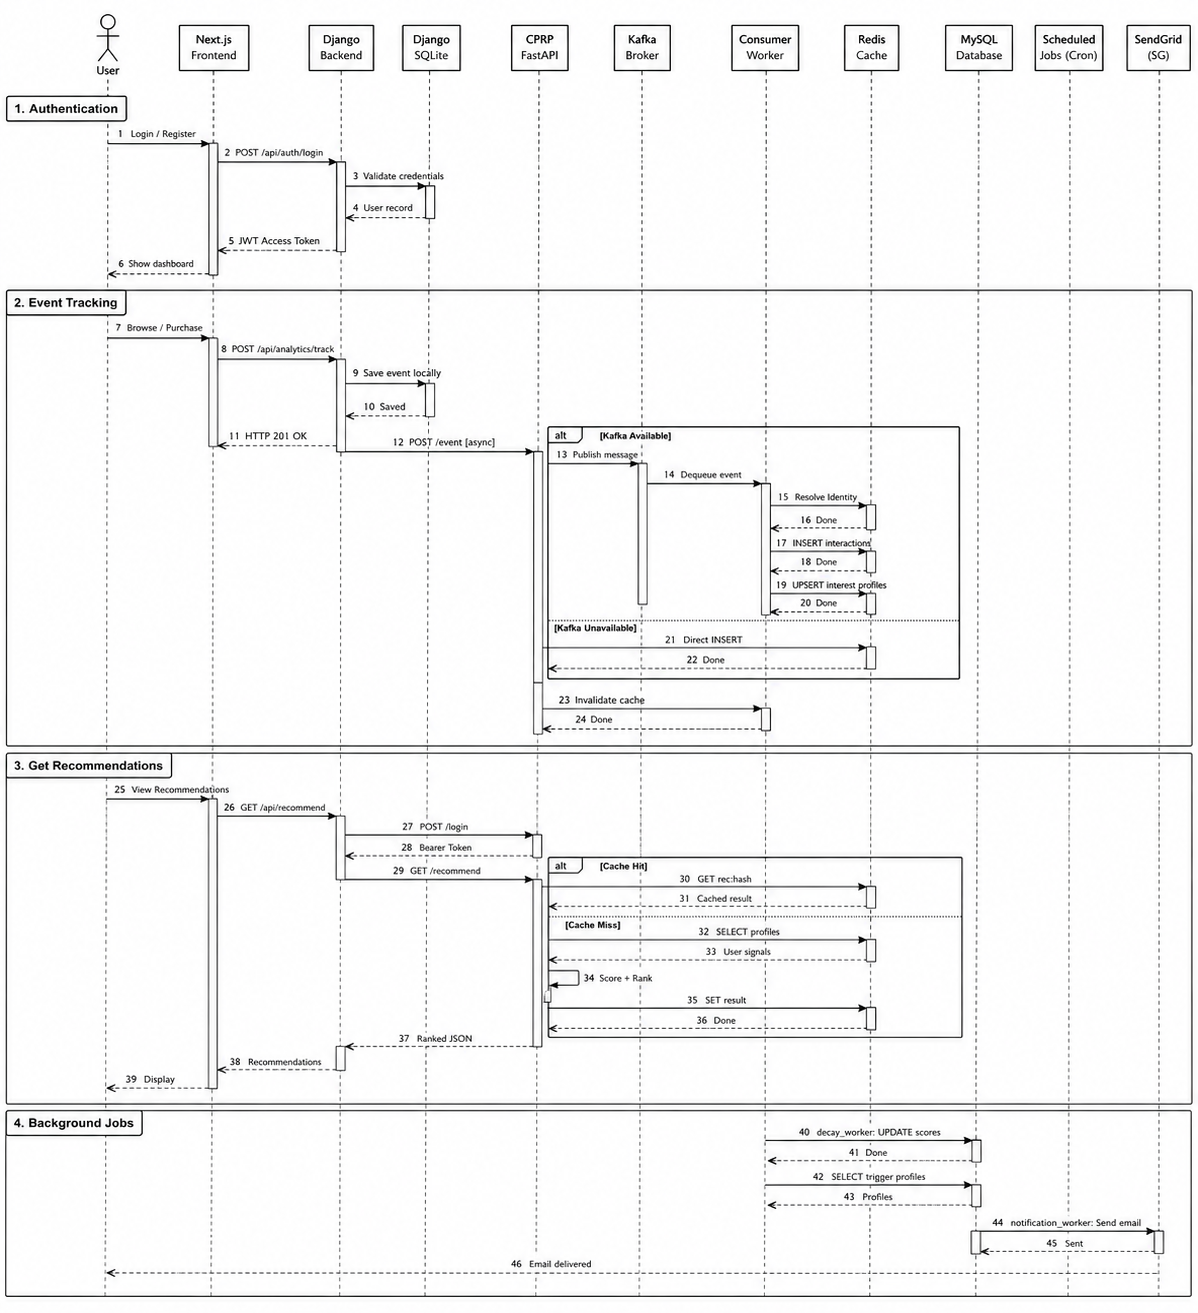 User
Next.js
Frontend
Django
Backend
Django
SQLite
CPRP
FastAPI
Kafka
Broker
Consumer
Worker
Redis
Cache
MySQL
Database
Scheduled
Jobs (Cron)
SendGrid
(SG)
1. Authentication
1 Login / Register
2 POST /api/auth/login
3 Validate credentials
4 User record
5 JWT Access Token
6 Show dashboard
2. Event Tracking
7 Browse / Purchase
8 POST /api/analytics/track
9 Save event locally
10 Saved
11 HTTP 201 OK
12 POST /event [async]
alt [Kafka Available]
13 Publish message
14 Dequeue event
15 Resolve Identity
16 Done
17 INSERT interactions
18 Done
19 UPSERT interest profiles
20 Done
[Kafka Unavailable]
21 Direct INSERT
22 Done
23 Invalidate cache
24 Done
3. Get Recommendations
25 View Recommendations
26 GET /api/recommend
27 POST /login
28 Bearer Token
29 GET /recommend
alt [Cache Hit]
30 GET rec:hash
31 Cached result
[Cache Miss]
32 SELECT profiles
33 User signals
34 Score + Rank
35 SET result
36 Done
37 Ranked JSON
38 Recommendations
39 Display
4. Background Jobs
40 decay_worker: UPDATE scores
41 Done
42 SELECT trigger profiles
43 Profiles
44 notification_worker: Send email
45 Sent
46 Email delivered